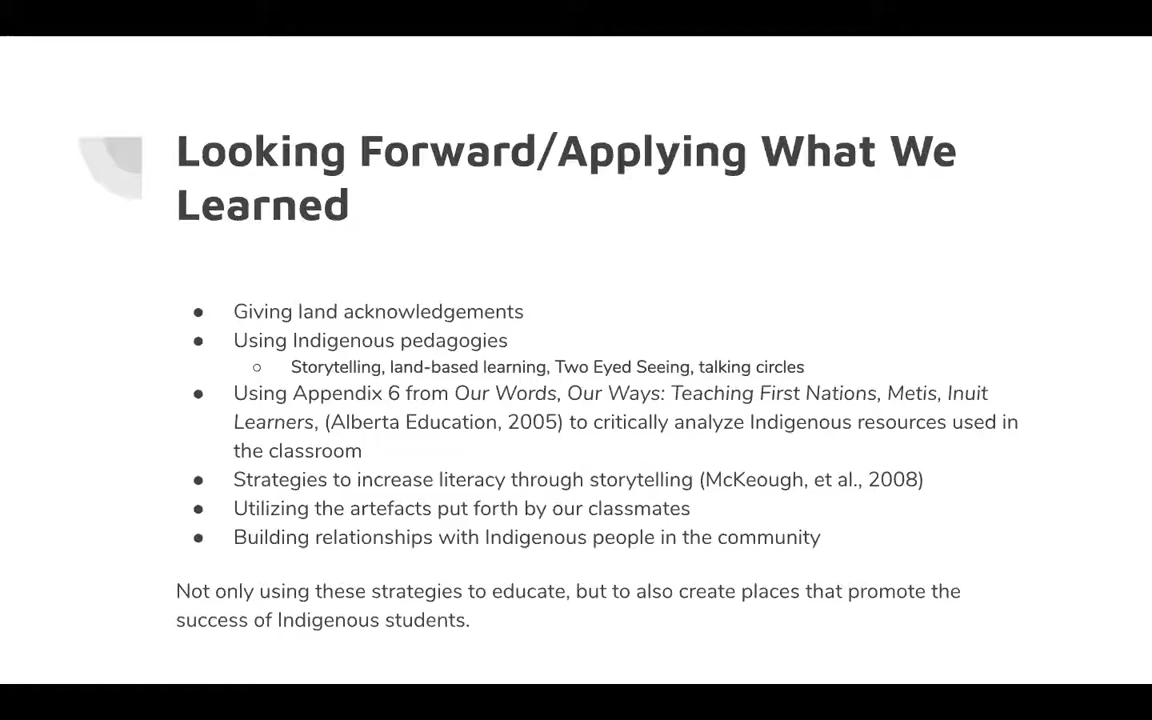 Looking Forward/Applying What We
Learned
● Giving land acknowledgements
● Using Indigenous pedagogies
○ Storytelling, land-based learning, Two Eyed Seeing, talking circles
● Using Appendix 6 from Our Words, Our Ways: Teaching First Nations, Metis, Inuit
Learners, (Alberta Education, 2005) to critically analyze Indigenous resources used in
the classroom
● Strategies to increase literacy through storytelling (McKeough, et al., 2008)
● Utilizing the artefacts put forth by our classmates
● Building relationships with Indigenous people in the community
Not only using these strategies to educate, but to also create places that promote the
success of Indigenous students.